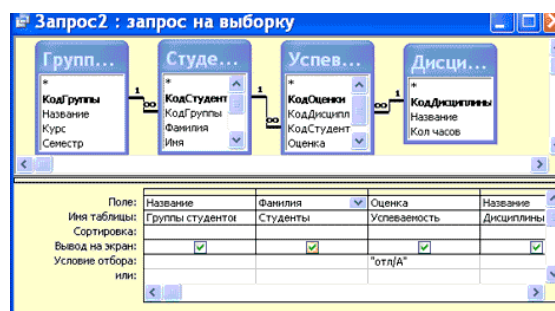 Запрос2 : запрос на выборку
Групп... Студе... Успев... Дисци...
* * * *
КодГруппы КодСтудент КодОценки КодДисциплины
Название КодГруппы КодДисципл Название
Курс Фамилия КодСтудент Кол часов
Семестр Имя Оценка
1 ∞ 1 ∞ ∞ 1
Поле: Название Фамилия Оценка Название
Имя таблицы: Группы студентов Студенты Успеваемость Дисциплины
Сортировка:
Вывод на экран:
Условие отбора: "отл/А"
или: